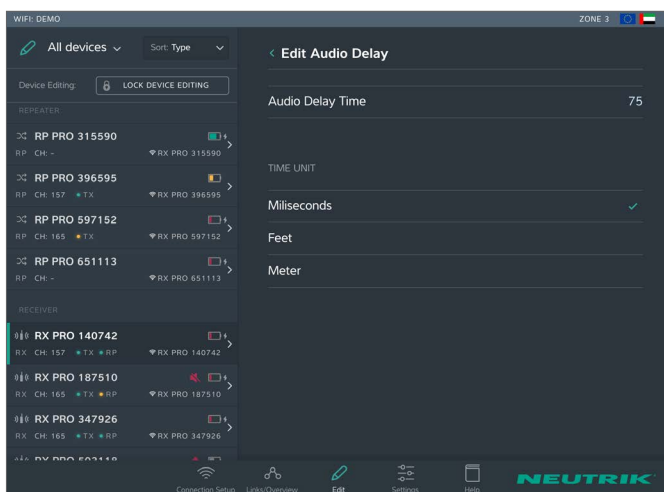 WIFI: DEMO
ZONE 3
All devices
Sort: Type
Device Editing:
LOCK DEVICE EDITING
REPEATER
RP PRO 315590
RP CH: - RX PRO 315590
RP PRO 396595
RP CH: 157 TX RX PRO 396595
RP PRO 597152
RP CH: 165 TX RX PRO 597152
RP PRO 651113
RP CH: - RX PRO 651113
RECEIVER
RX PRO 140742
RX CH: 157 TX RP RX PRO 140742
RX PRO 187510
RX CH: 165 TX RP RX PRO 187510
RX PRO 347926
RX CH: 165 TX RP RX PRO 347926
Edit Audio Delay
Audio Delay Time 75
TIME UNIT
Miliseconds
Feet
Meter
Connection Setup Links/Overview Edit Settings Help
NEUTRIK